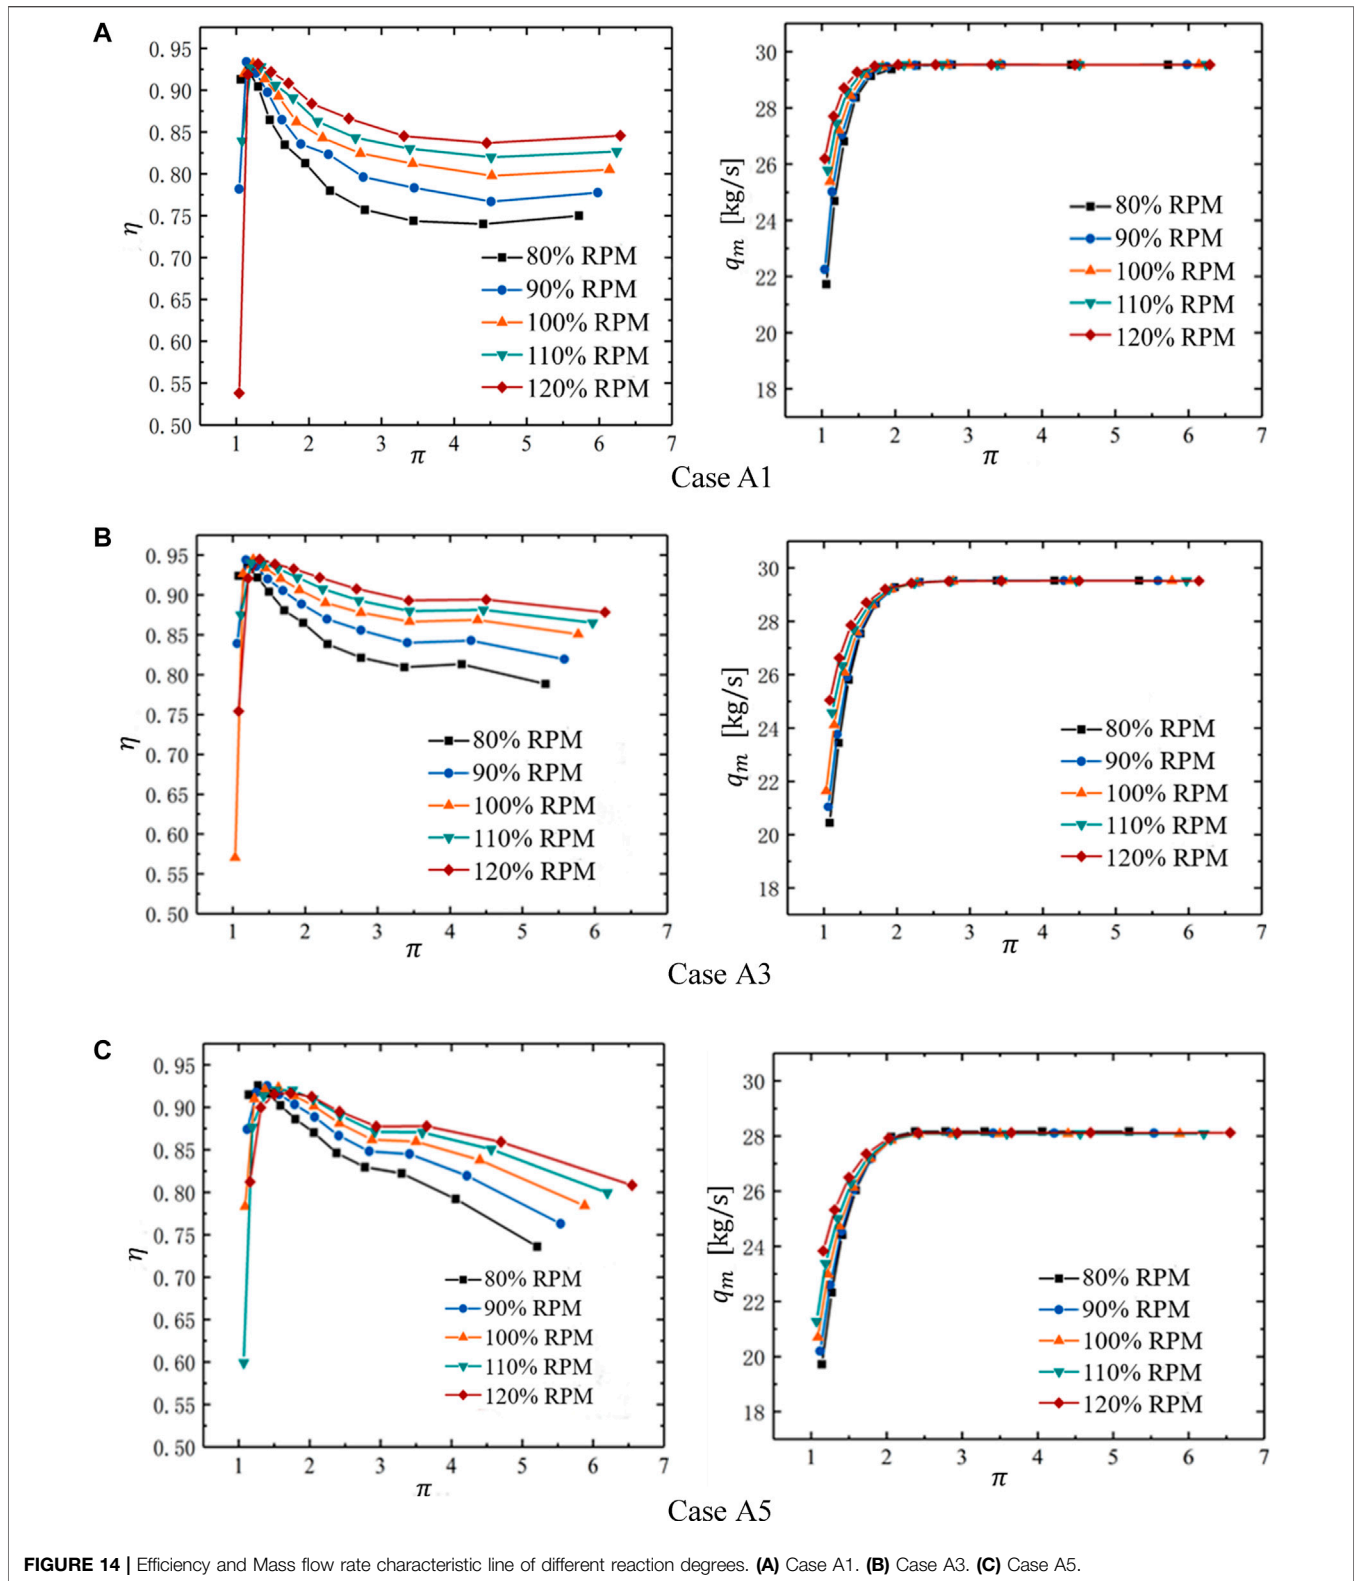 A
0.95
0.90
0.85
0.80
0.75
0.70
0.65
0.60
0.55
0.50
η
80% RPM
90% RPM
100% RPM
110% RPM
120% RPM
1 2 3 4 5 6 7
π
30
28
26
24
22
20
18
q_m [kg/s]
80% RPM
90% RPM
100% RPM
110% RPM
120% RPM
1 2 3 4 5 6 7
π
Case A1
B
0.95
0.90
0.85
0.80
0.75
0.70
0.65
0.60
0.55
0.50
η
80% RPM
90% RPM
100% RPM
110% RPM
120% RPM
1 2 3 4 5 6 7
π
30
28
26
24
22
20
18
q_m [kg/s]
80% RPM
90% RPM
100% RPM
110% RPM
120% RPM
1 2 3 4 5 6 7
π
Case A3
C
0.95
0.90
0.85
0.80
0.75
0.70
0.65
0.60
0.55
0.50
η
80% RPM
90% RPM
100% RPM
110% RPM
120% RPM
1 2 3 4 5 6 7
π
30
28
26
24
22
20
18
q_m [kg/s]
80% RPM
90% RPM
100% RPM
110% RPM
120% RPM
1 2 3 4 5 6 7
π
Case A5
FIGURE 14 | Efficiency and Mass flow rate characteristic line of different reaction degrees. (A) Case A1. (B) Case A3. (C) Case A5.